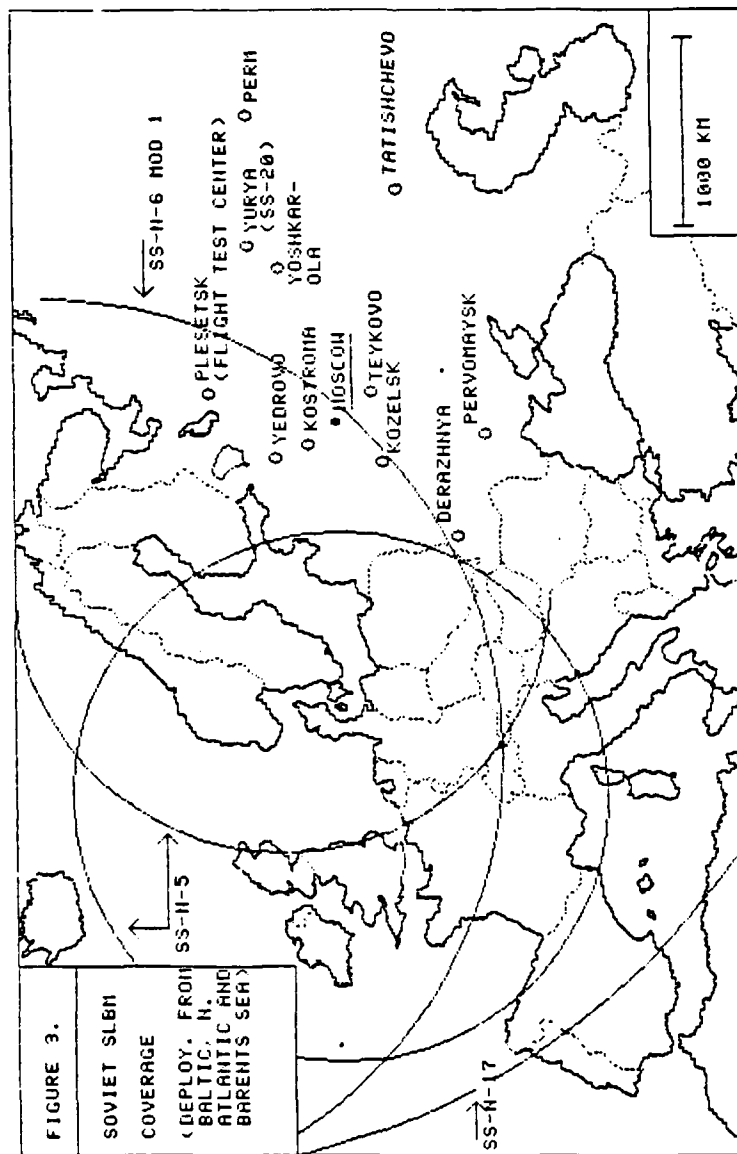 FIGURE 3.
SOVIET SLBM
COVERAGE
(DEPLOY. FROM
BALTIC, N.
ATLANTIC AND
BARENTS SEA)
SS-N-5
SS-N-6 MOD 1
SS-N-17
PLESETSK
(FLIGHT TEST CENTER)
YEDROVO
KOSTROMA
MOSCOW
TEYKOVO
KOZELSK
YURYA
(SS-20)
YOSHKAR-
OLA
PERM
DERAZHNYA
PERVOMAYSK
TATISHCHEVO
1000 KM